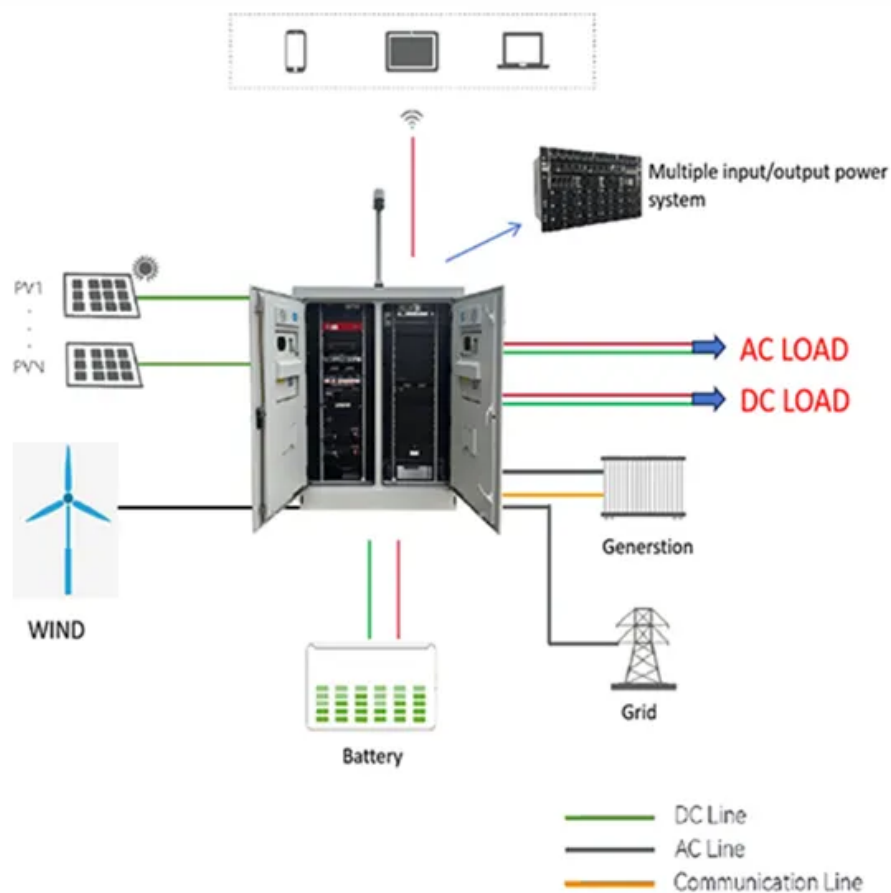 Multiple input/output power
system
PV1
PVN
AC LOAD
DC LOAD
WIND
Generstion
Battery
Grid
DC Line
AC Line
Communication Line